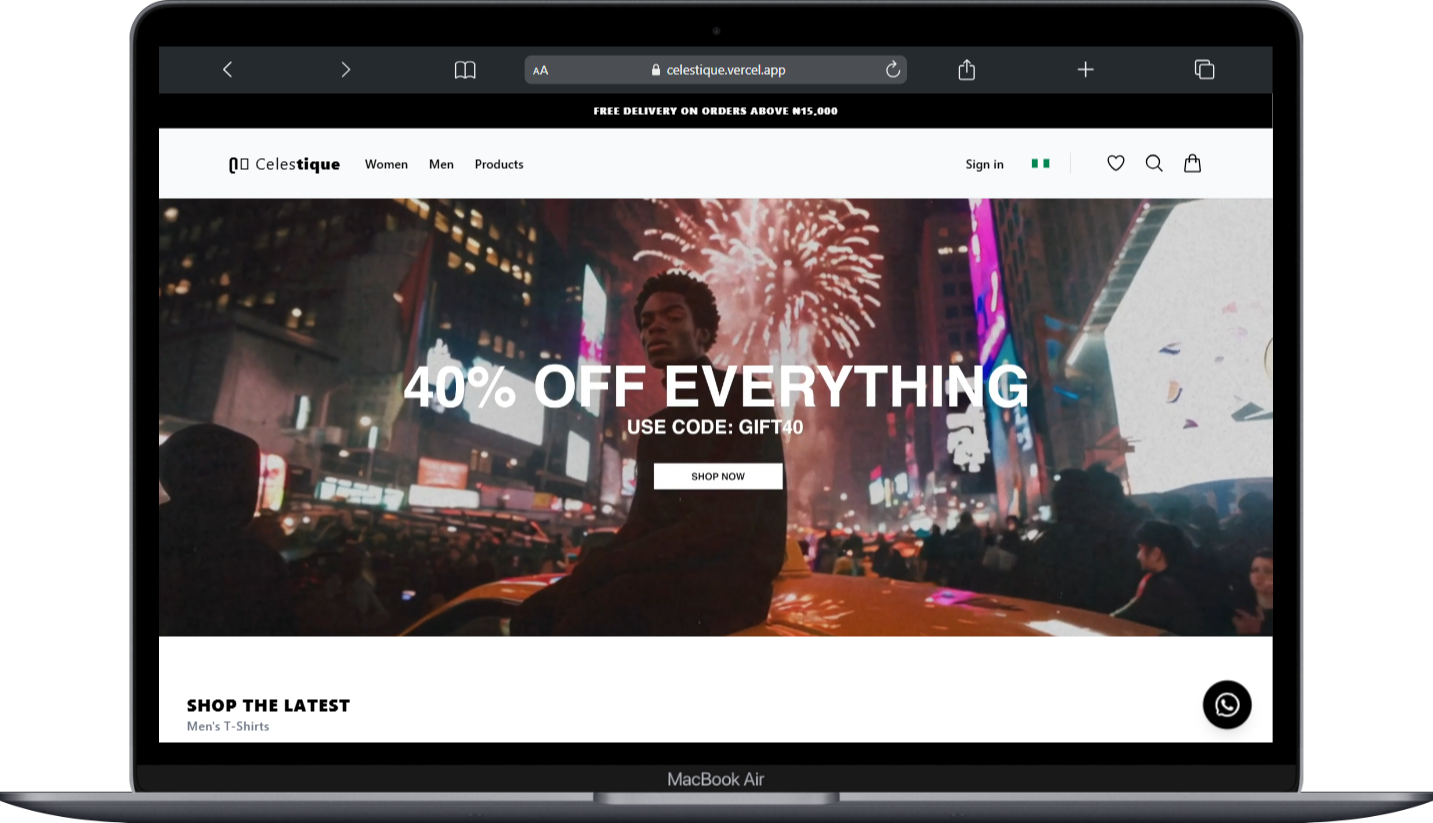 AA celestique.vercel.app
FREE DELIVERY ON ORDERS ABOVE ₦15,000
Celestique Women Men Products Sign in
40% OFF EVERYTHING
USE CODE: GIFT40
SHOP NOW
SHOP THE LATEST
Men's T-Shirts
MacBook Air